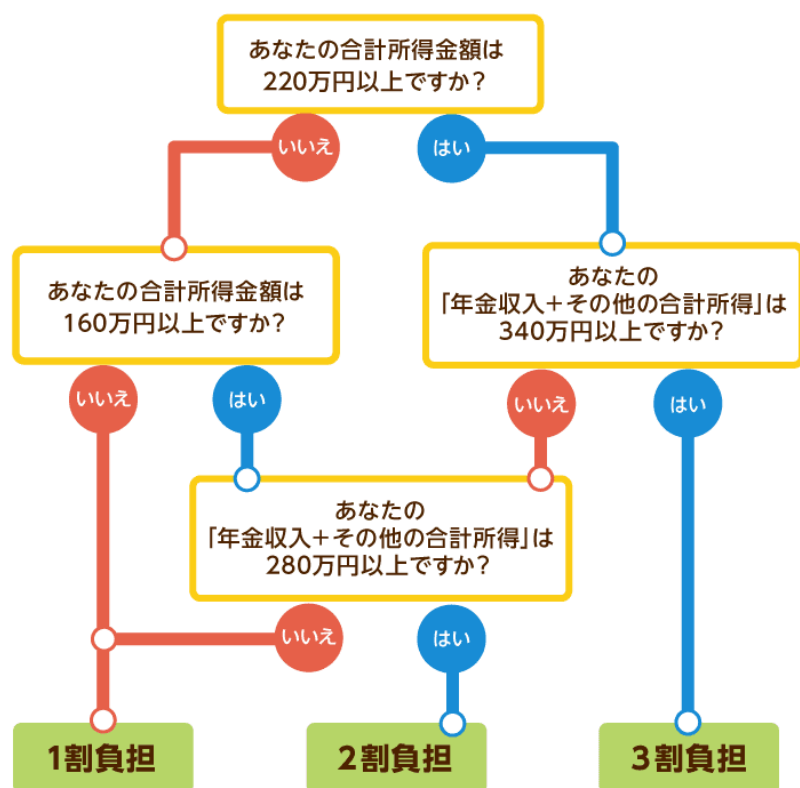 あなたの合計所得金額は
220万円以上ですか?
いいえ
はい
あなたの合計所得金額は
160万円以上ですか?
あなたの
「年金収入+その他の合計所得」は
340万円以上ですか?
いいえ
はい
いいえ
はい
あなたの
「年金収入+その他の合計所得」は
280万円以上ですか?
いいえ
はい
1割負担
2割負担
3割負担